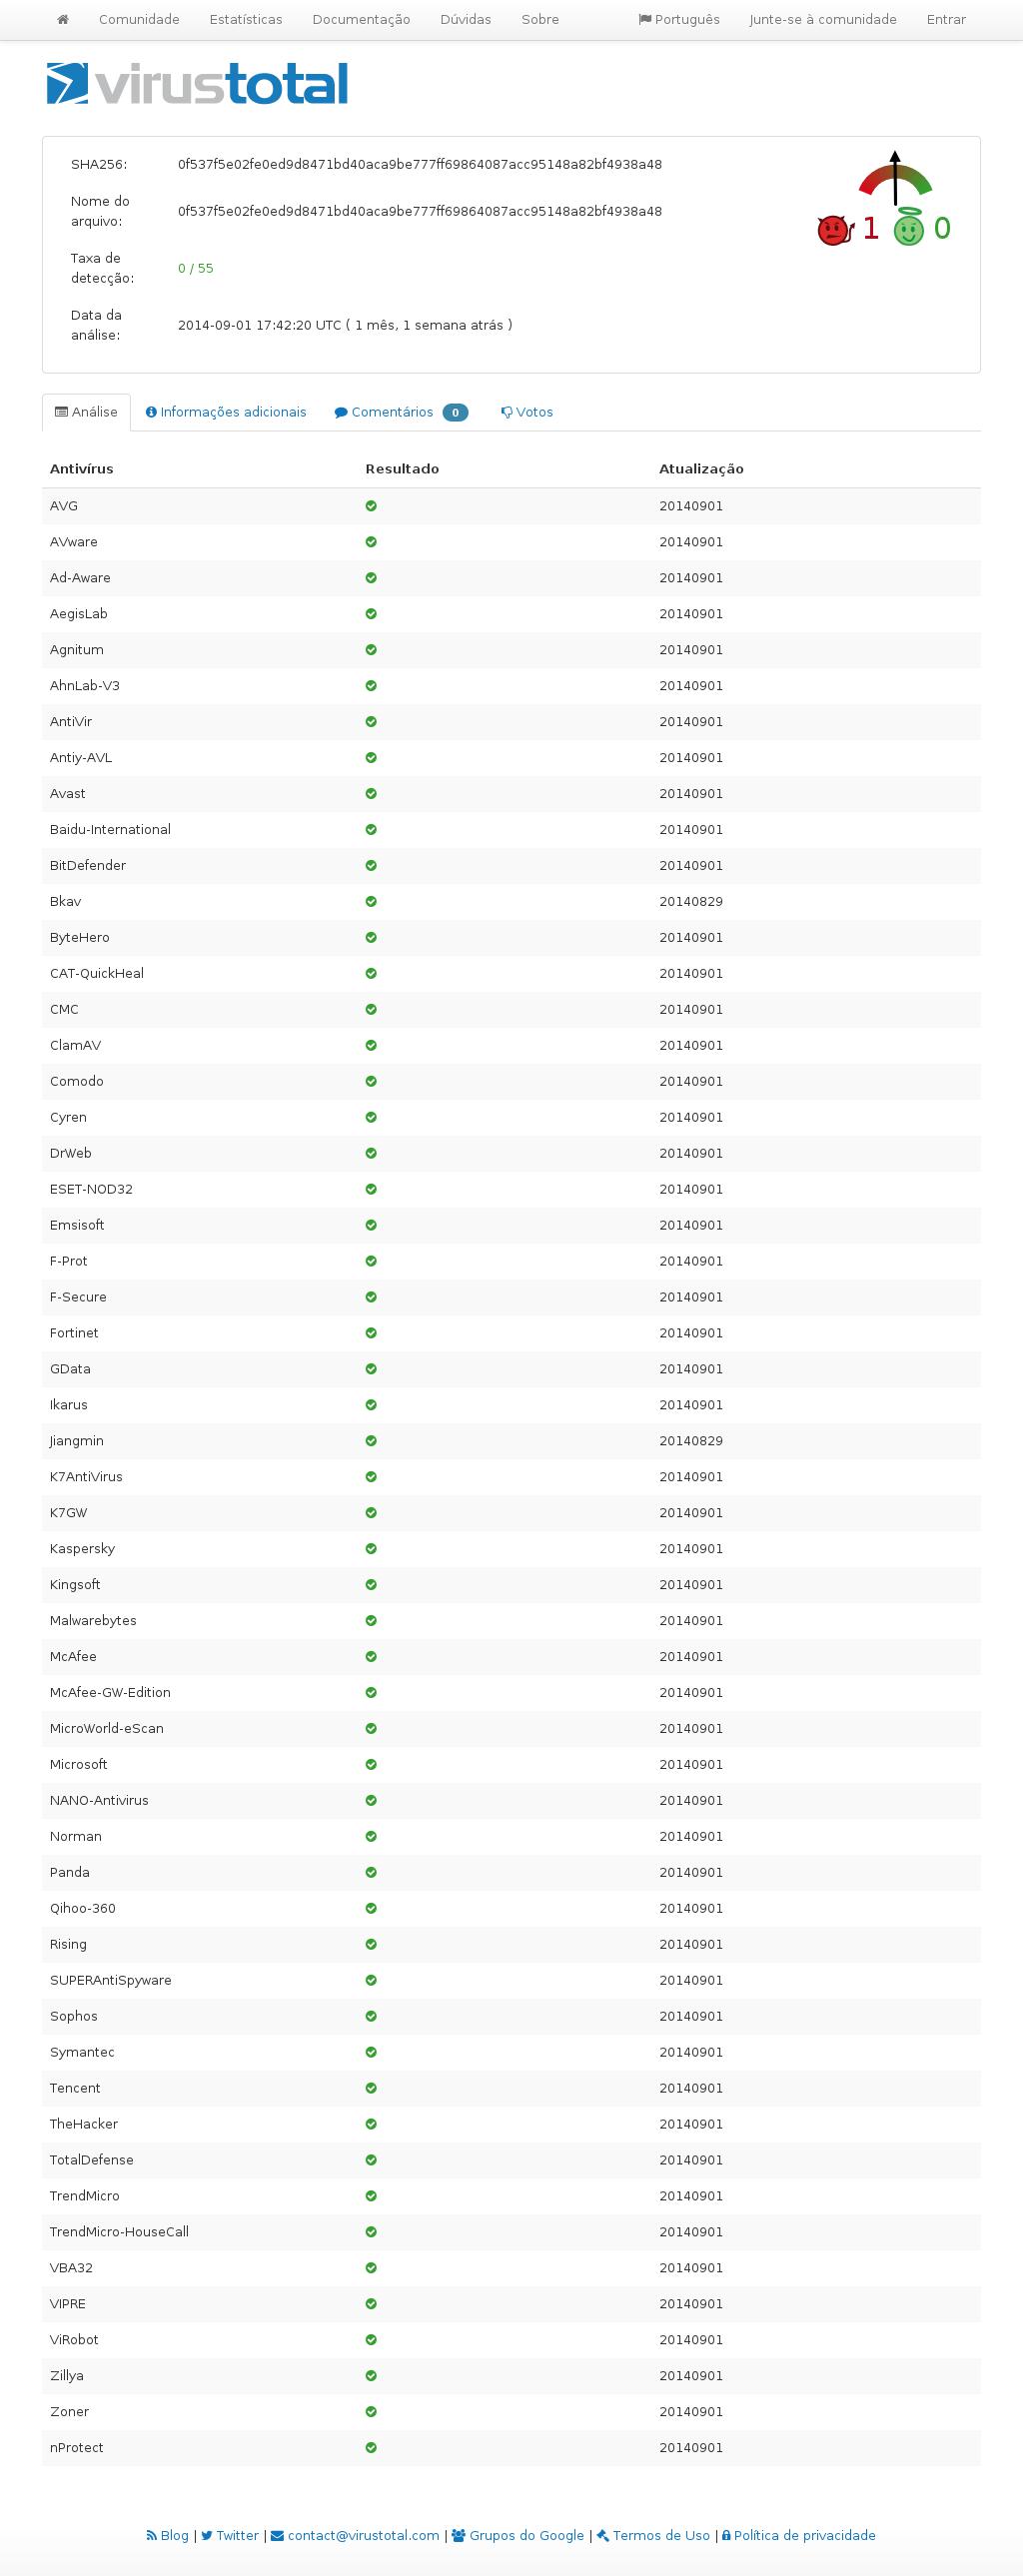 Comunidade Estatísticas Documentação Dúvidas Sobre Português Junte-se à comunidade Entrar
virustotal
SHA256: 0f537f5e02fe0ed9d8471bd40aca9be777ff69864087acc95148a82bf4938a48
Nome do
arquivo: 0f537f5e02fe0ed9d8471bd40aca9be777ff69864087acc95148a82bf4938a48
1 0
Taxa de
detecção: 0 / 55
Data da
análise: 2014-09-01 17:42:20 UTC ( 1 mês, 1 semana atrás )
Análise Informações adicionais Comentários 0 Votos
Antivírus Resultado Atualização
AVG 20140901
AVware 20140901
Ad-Aware 20140901
AegisLab 20140901
Agnitum 20140901
AhnLab-V3 20140901
AntiVir 20140901
Antiy-AVL 20140901
Avast 20140901
Baidu-International 20140901
BitDefender 20140901
Bkav 20140829
ByteHero 20140901
CAT-QuickHeal 20140901
CMC 20140901
ClamAV 20140901
Comodo 20140901
Cyren 20140901
DrWeb 20140901
ESET-NOD32 20140901
Emsisoft 20140901
F-Prot 20140901
F-Secure 20140901
Fortinet 20140901
GData 20140901
Ikarus 20140901
Jiangmin 20140829
K7AntiVirus 20140901
K7GW 20140901
Kaspersky 20140901
Kingsoft 20140901
Malwarebytes 20140901
McAfee 20140901
McAfee-GW-Edition 20140901
MicroWorld-eScan 20140901
Microsoft 20140901
NANO-Antivirus 20140901
Norman 20140901
Panda 20140901
Qihoo-360 20140901
Rising 20140901
SUPERAntiSpyware 20140901
Sophos 20140901
Symantec 20140901
Tencent 20140901
TheHacker 20140901
TotalDefense 20140901
TrendMicro 20140901
TrendMicro-HouseCall 20140901
VBA32 20140901
VIPRE 20140901
ViRobot 20140901
Zillya 20140901
Zoner 20140901
nProtect 20140901
Blog | Twitter | contact@virustotal.com | Grupos do Google | Termos de Uso | Política de privacidade